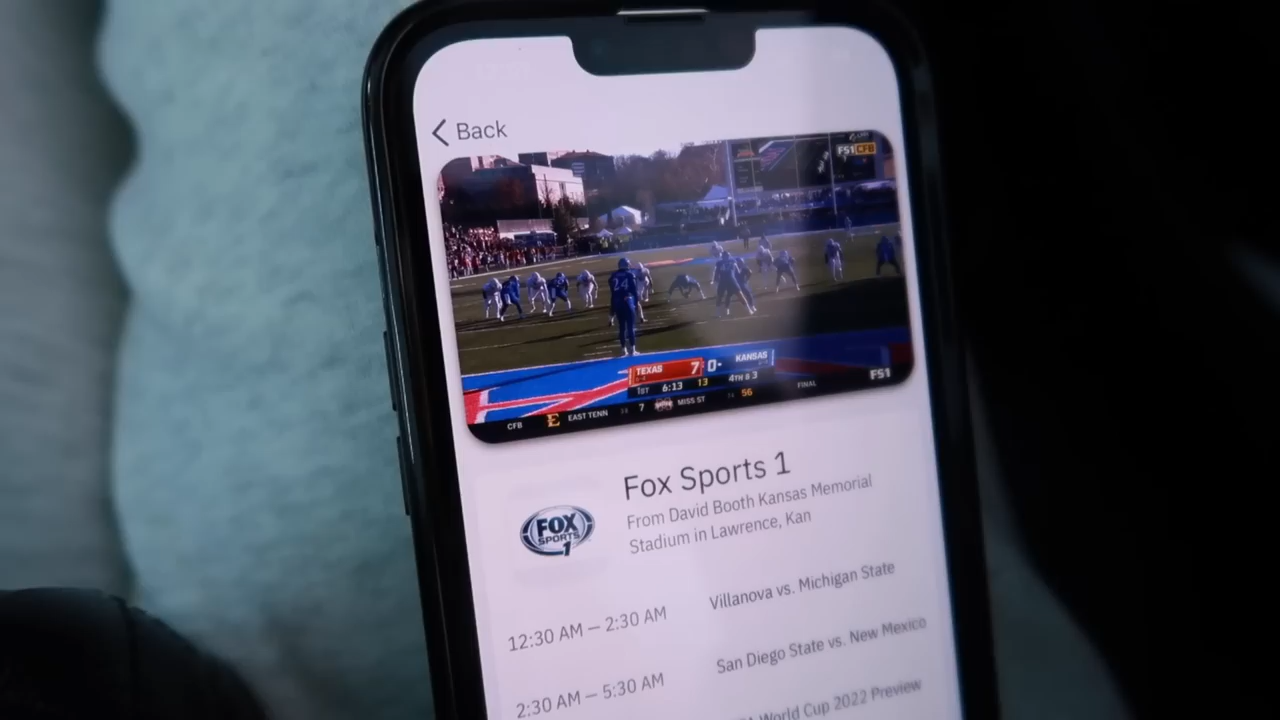 Back
FS1 CFB
24
TEXAS 7 0- KANSAS
1ST 6:13 13 4TH & 3
CFB E EAST TENN 7 MISS ST 56 FINAL FS1
Fox Sports 1
From David Booth Kansas Memorial
Stadium in Lawrence, Kan
FOX
SPORTS
1
12:30 AM — 2:30 AM Villanova vs. Michigan State
2:30 AM — 5:30 AM San Diego State vs. New Mexico
World Cup 2022 Preview